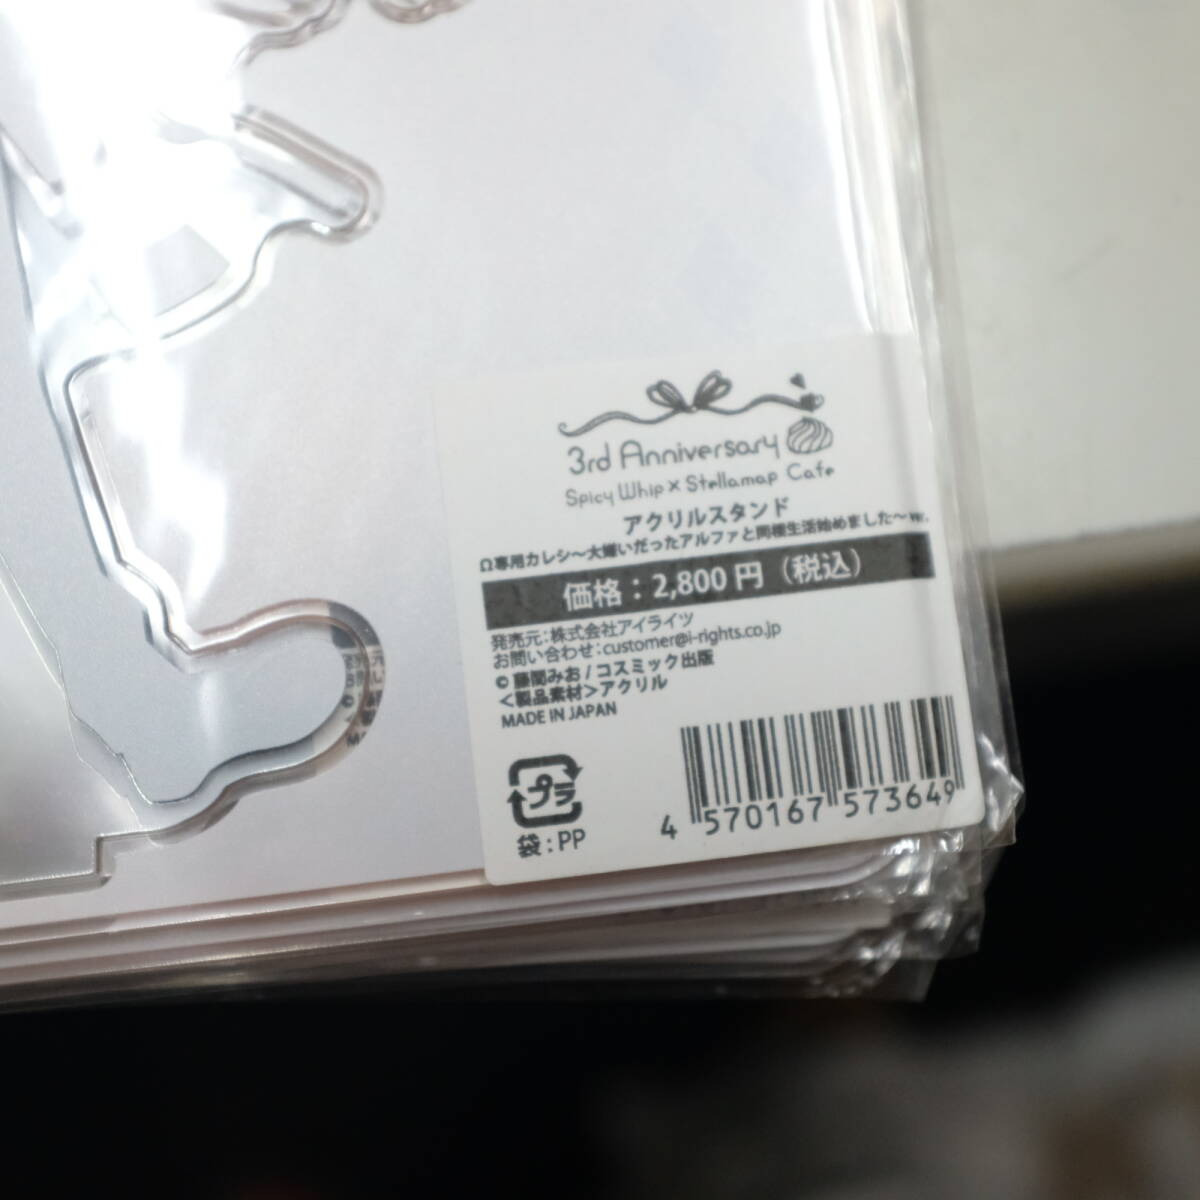 3rd Anniversary
Spicy Whip × Stellamap Cafe
アクリルスタンド
Ω専用カレシ～大嫌いだったアルファと同棲生活始めました～ver.
価格：2,800円（税込）
発売元：株式会社アイライツ
お問い合わせ：customer@i-rights.co.jp
© 藤間みお / コスミック出版
＜製品素材＞アクリル
MADE IN JAPAN
プラ
袋：PP
4 570167 573649